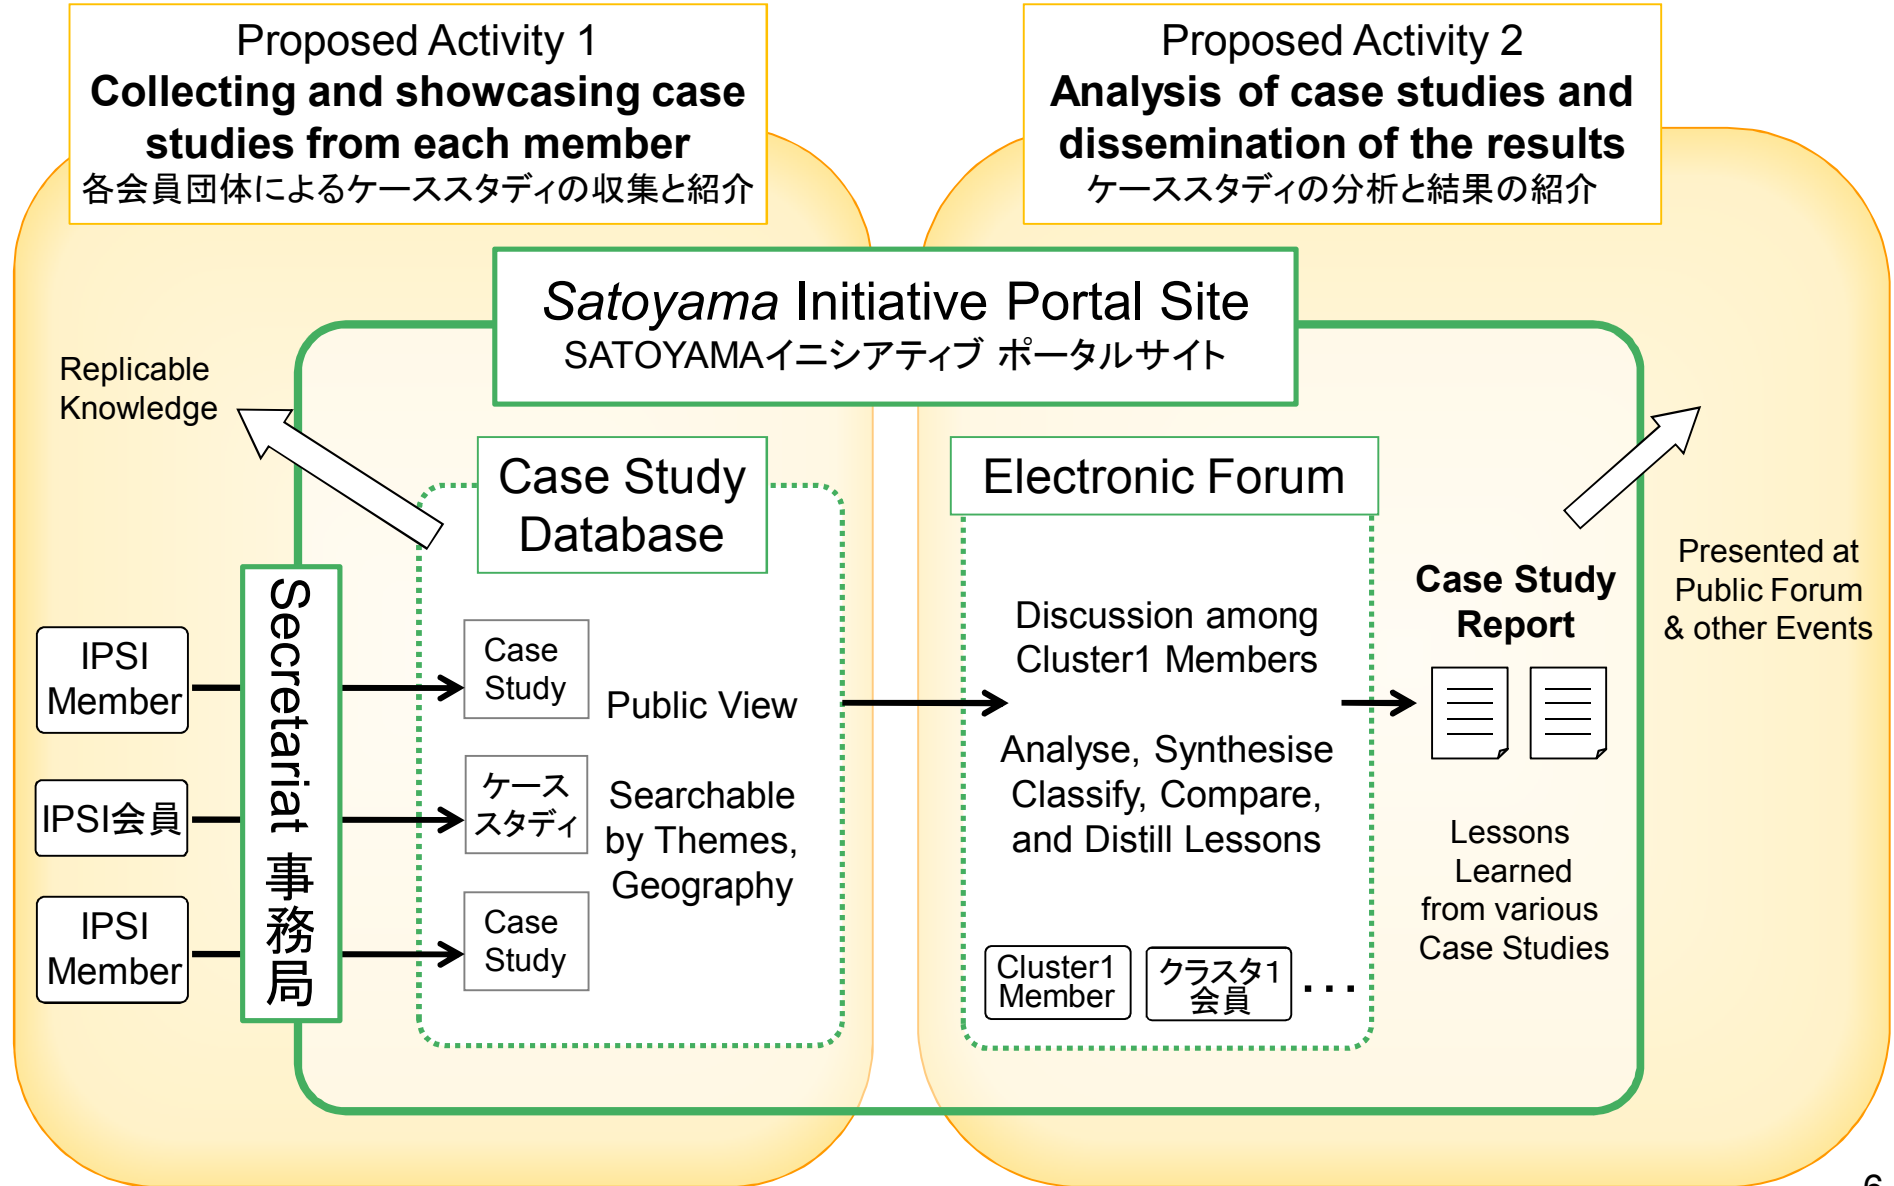 Proposed Activity 1
Collecting and showcasing case
studies from each member
各会員団体によるケーススタディの収集と紹介
Proposed Activity 2
Analysis of case studies and
dissemination of the results
ケーススタディの分析と結果の紹介
Satoyama Initiative Portal Site
SATOYAMAイニシアティブ ポータルサイト
Replicable
Knowledge
Secretariat 事務局
IPSI
Member
IPSI会員
IPSI
Member
Case Study
Database
Case
Study
ケース
スタディ
Case
Study
Public View
Searchable
by Themes,
Geography
Electronic Forum
Discussion among
Cluster1 Members
Analyse, Synthesise
Classify, Compare,
and Distill Lessons
Cluster1
Member
クラスタ1
会員
...
Case Study
Report
Lessons
Learned
from various
Case Studies
Presented at
Public Forum
& other Events